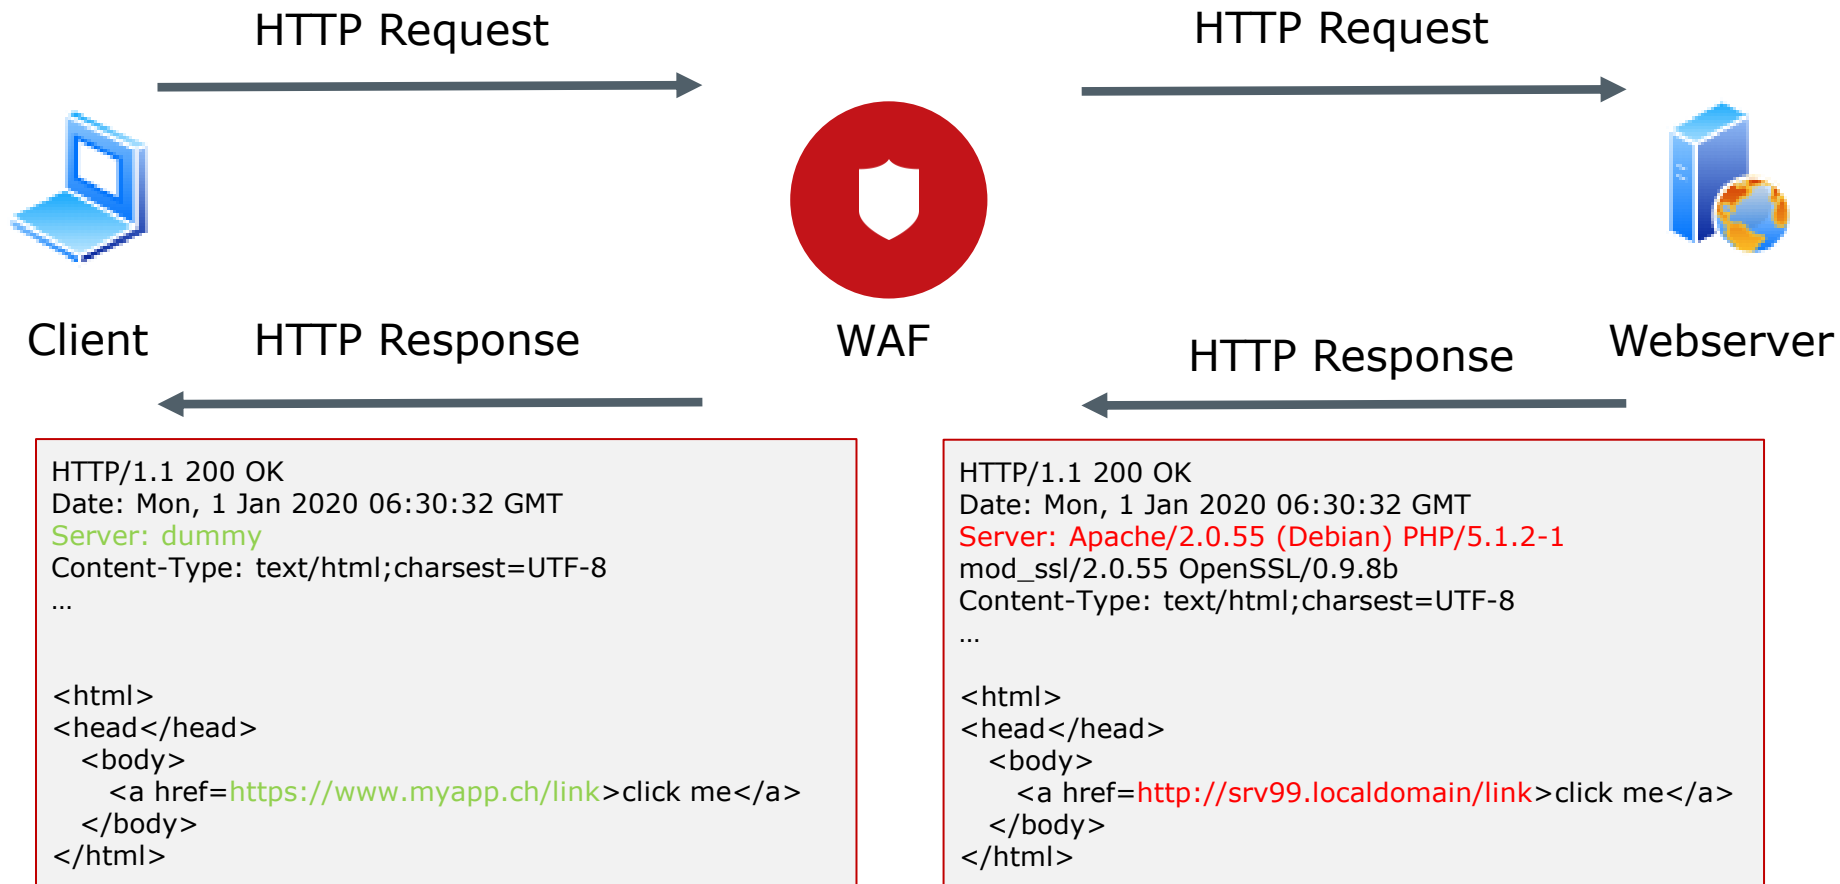 HTTP Request
HTTP Request
Client
HTTP Response
WAF
HTTP Response
Webserver
HTTP/1.1 200 OK
Date: Mon, 1 Jan 2020 06:30:32 GMT
Server: dummy
Content-Type: text/html;charsest=UTF-8
…
<html>
<head</head>
<body>
<a href=https://www.myapp.ch/link>click me</a>
</body>
</html>
HTTP/1.1 200 OK
Date: Mon, 1 Jan 2020 06:30:32 GMT
Server: Apache/2.0.55 (Debian) PHP/5.1.2-1
mod_ssl/2.0.55 OpenSSL/0.9.8b
Content-Type: text/html;charsest=UTF-8
…
<html>
<head</head>
<body>
<a href=http://srv99.localdomain/link>click me</a>
</body>
</html>